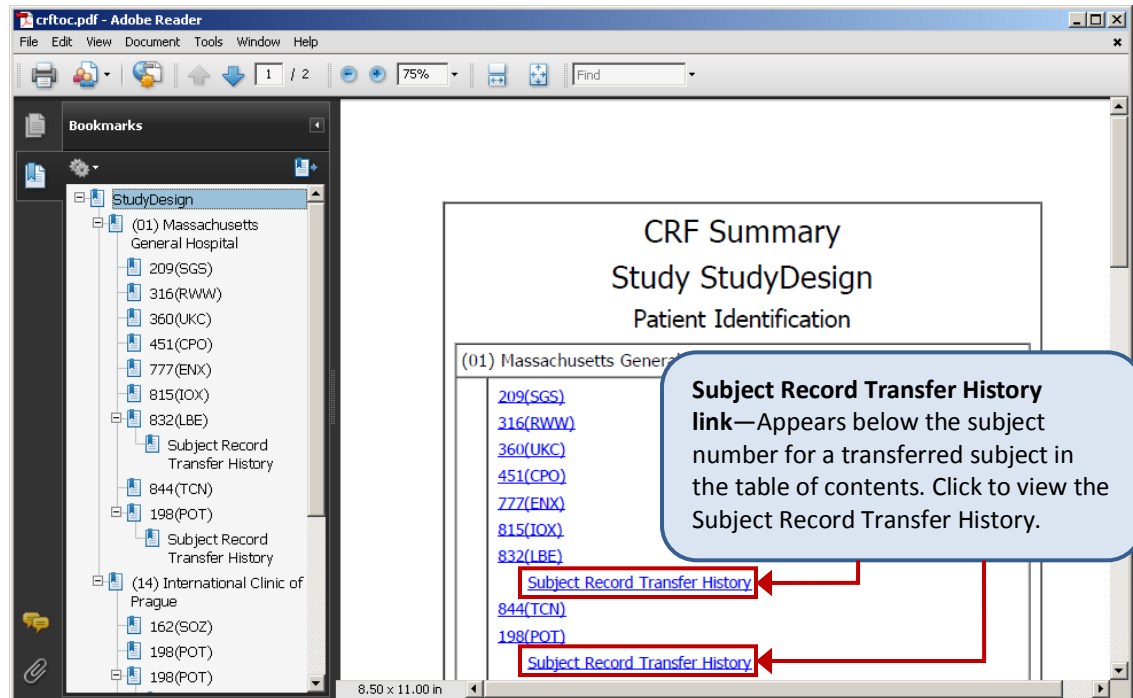 crftoc.pdf - Adobe Reader
File Edit View Document Tools Window Help
1 / 2
75%
Find
Bookmarks
StudyDesign
(01) Massachusetts
General Hospital
209(SGS)
316(RWW)
360(UKC)
451(CPO)
777(ENX)
815(IOX)
832(LBE)
Subject Record
Transfer History
844(TCN)
198(POT)
Subject Record
Transfer History
(14) International Clinic of
Prague
162(SOZ)
198(POT)
198(POT)
CRF Summary
Study StudyDesign
Patient Identification
(01) Massachusetts General
209(SGS)
316(RWW)
360(UKC)
451(CPO)
777(ENX)
815(IOX)
832(LBE)
Subject Record Transfer History
844(TCN)
198(POT)
Subject Record Transfer History
Subject Record Transfer History
link—Appears below the subject
number for a transferred subject in
the table of contents. Click to view the
Subject Record Transfer History.
8.50 x 11.00 in